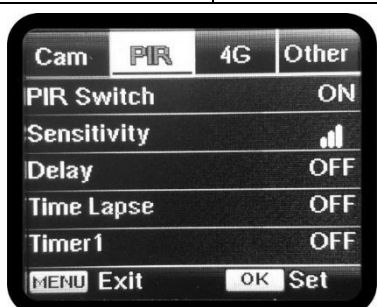 Cam PIR 4G Other
PIR Switch ON
Sensitivity
Delay OFF
Time Lapse OFF
Timer1 OFF
MENU Exit OK Set